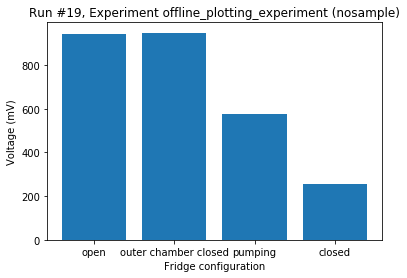 Run #19, Experiment offline_plotting_experiment (nosample)
800
600
400
200
0
Voltage (mV)
open outer chamber closed pumping closed
Fridge configuration